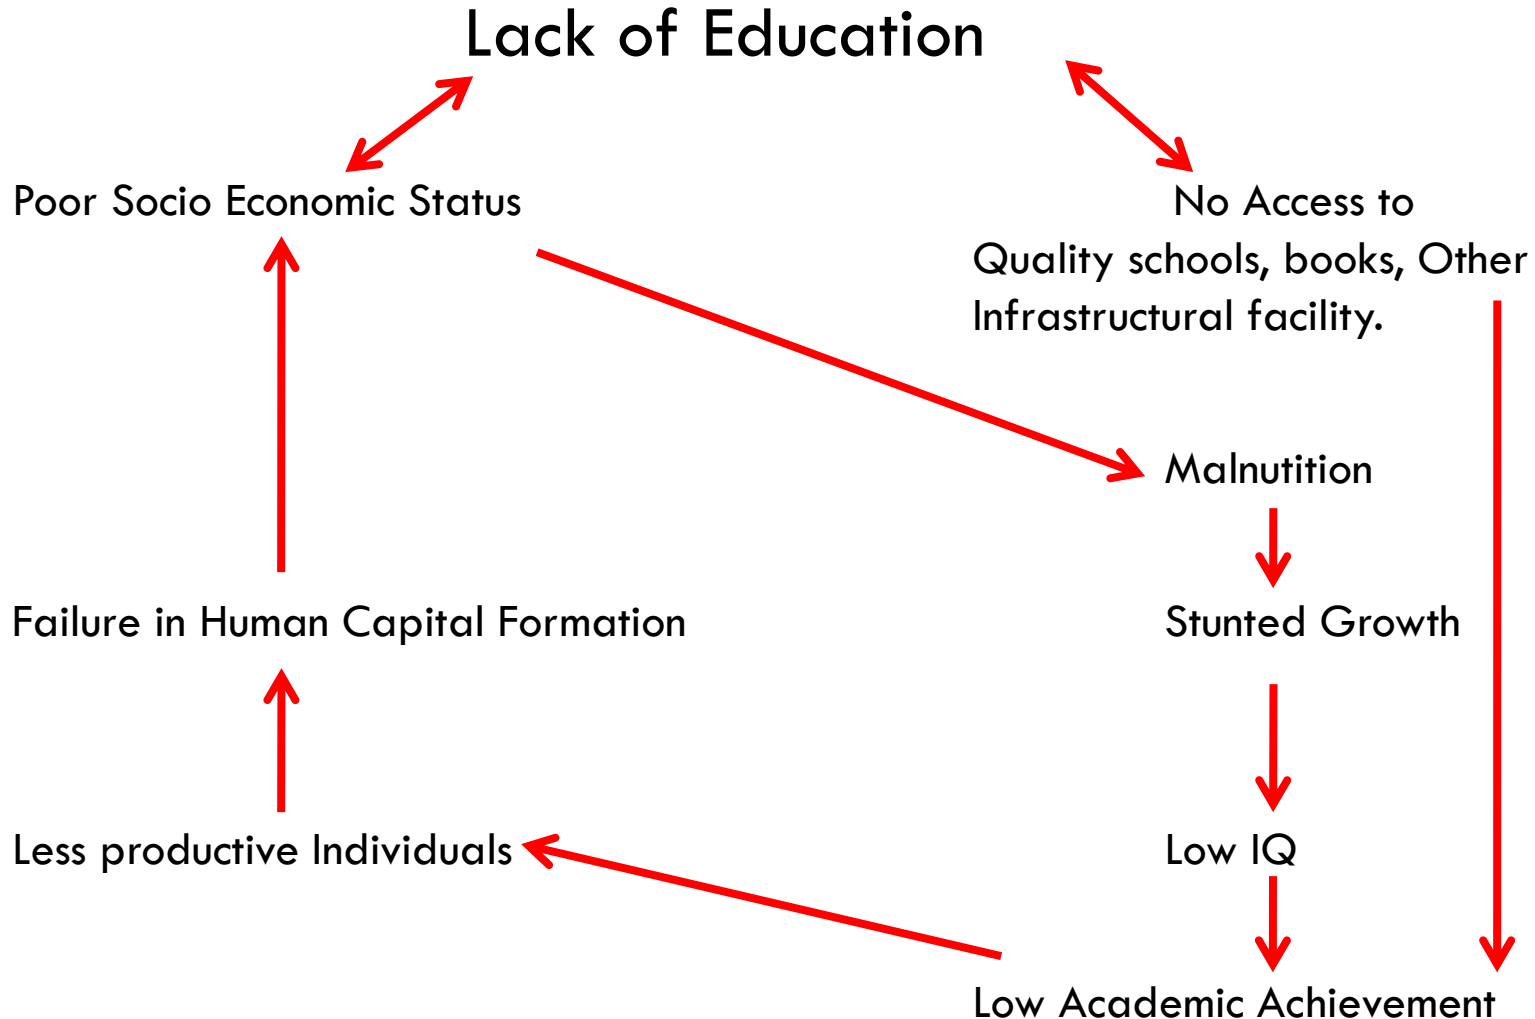 Lack of Education
Poor Socio Economic Status
No Access to
Quality schools, books, Other
Infrastructural facility.
Malnutition
Failure in Human Capital Formation
Stunted Growth
Less productive Individuals
Low IQ
Low Academic Achievement